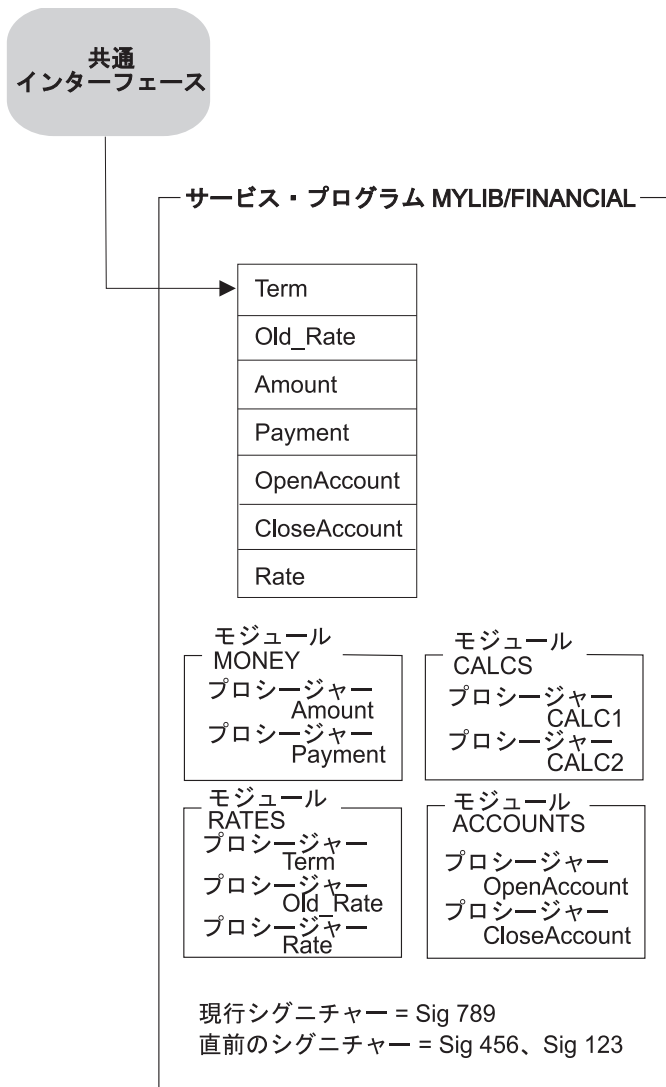 共通
インターフェース
サービス・プログラム MYLIB/FINANCIAL
Term
Old_Rate
Amount
Payment
OpenAccount
CloseAccount
Rate
モジュール
MONEY
プロシージャー
Amount
プロシージャー
Payment
モジュール
CALCS
プロシージャー
CALC1
プロシージャー
CALC2
モジュール
RATES
プロシージャー
Term
プロシージャー
Old_Rate
プロシージャー
Rate
モジュール
ACCOUNTS
プロシージャー
OpenAccount
プロシージャー
CloseAccount
現行シグニチャー = Sig 789
直前のシグニチャー = Sig 456、Sig 123